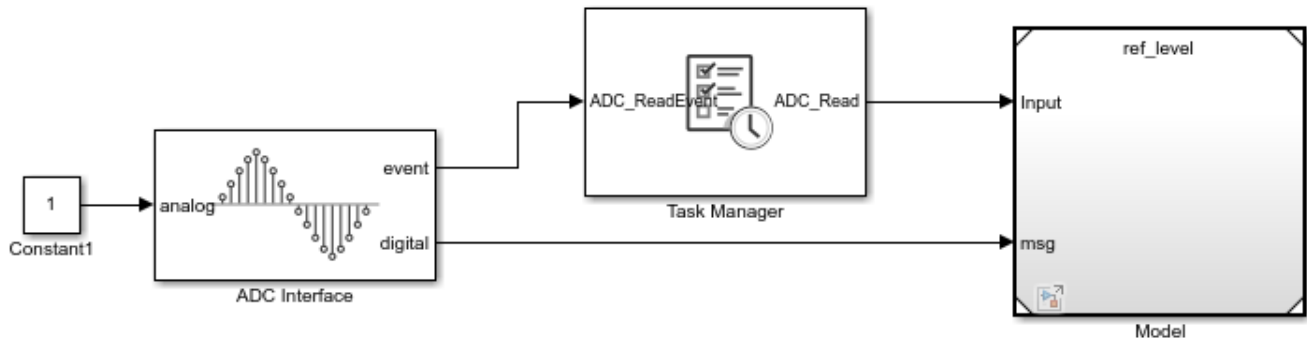 ref_level
ADC_ReadEvent
ADC_Read
Input
event
1
analog
Task Manager
digital
msg
Constant1
ADC Interface
Model